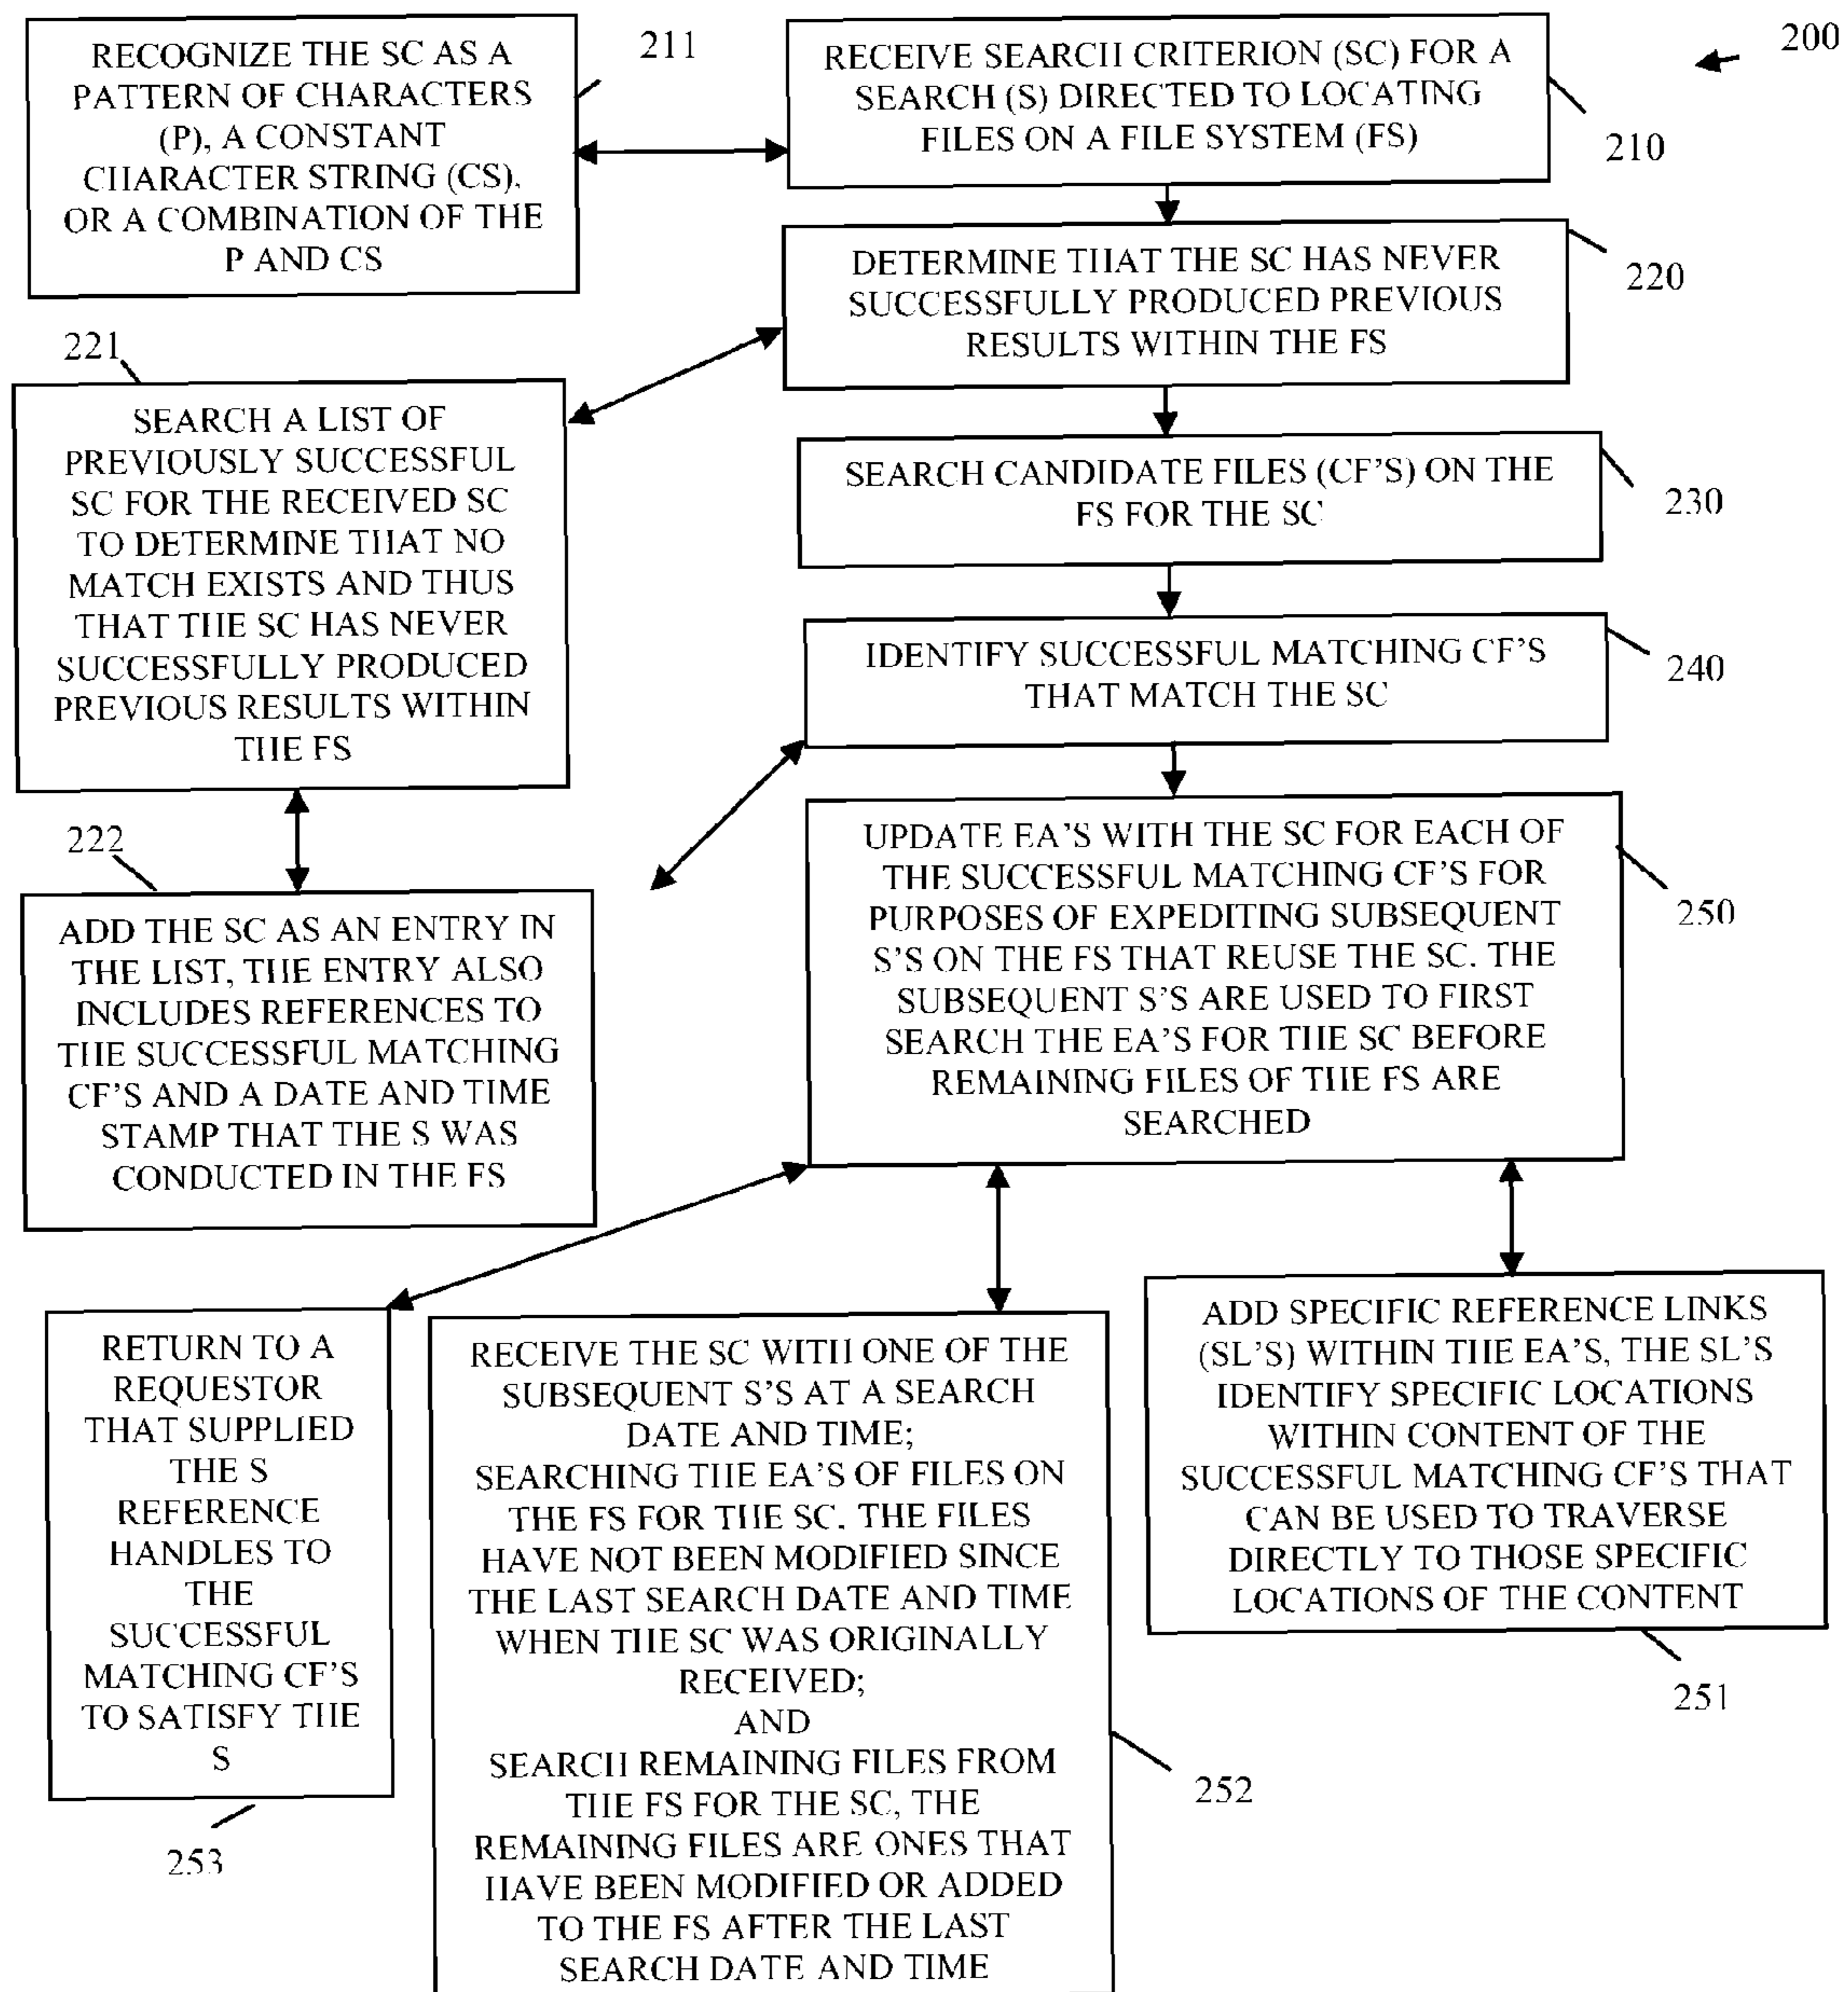 200
RECOGNIZE THE SC AS A
PATTERN OF CHARACTERS
(P), A CONSTANT
CHARACTER STRING (CS),
OR A COMBINATION OF THE
P AND CS
211
RECEIVE SEARCH CRITERION (SC) FOR A
SEARCH (S) DIRECTED TO LOCATING
FILES ON A FILE SYSTEM (FS)
210
DETERMINE THAT THE SC HAS NEVER
SUCCESSFULLY PRODUCED PREVIOUS
RESULTS WITHIN THE FS
220
221
SEARCH A LIST OF
PREVIOUSLY SUCCESSFUL
SC FOR THE RECEIVED SC
TO DETERMINE THAT NO
MATCH EXISTS AND THUS
THAT THE SC HAS NEVER
SUCCESSFULLY PRODUCED
PREVIOUS RESULTS WITHIN
THE FS
SEARCH CANDIDATE FILES (CF'S) ON THE
FS FOR THE SC
230
IDENTIFY SUCCESSFUL MATCHING CF'S
THAT MATCH THE SC
240
222
ADD THE SC AS AN ENTRY IN
THE LIST, THE ENTRY ALSO
INCLUDES REFERENCES TO
THE SUCCESSFUL MATCHING
CF'S AND A DATE AND TIME
STAMP THAT THE S WAS
CONDUCTED IN THE FS
UPDATE EA'S WITH THE SC FOR EACH OF
THE SUCCESSFUL MATCHING CF'S FOR
PURPOSES OF EXPEDITING SUBSEQUENT
S'S ON THE FS THAT REUSE THE SC. THE
SUBSEQUENT S'S ARE USED TO FIRST
SEARCH THE EA'S FOR THE SC BEFORE
REMAINING FILES OF THE FS ARE
SEARCHED
250
RETURN TO A
REQUESTOR
THAT SUPPLIED
THE S
REFERENCE
HANDLES TO
THE
SUCCESSFUL
MATCHING CF'S
TO SATISFY THE
S
253
RECEIVE THE SC WITH ONE OF THE
SUBSEQUENT S'S AT A SEARCH
DATE AND TIME;
SEARCHING THE EA'S OF FILES ON
THE FS FOR THE SC. THE FILES
HAVE NOT BEEN MODIFIED SINCE
THE LAST SEARCH DATE AND TIME
WHEN THE SC WAS ORIGINALLY
RECEIVED;
AND
SEARCH REMAINING FILES FROM
THE FS FOR THE SC, THE
REMAINING FILES ARE ONES THAT
HAVE BEEN MODIFIED OR ADDED
TO THE FS AFTER THE LAST
SEARCH DATE AND TIME
252
ADD SPECIFIC REFERENCE LINKS
(SL'S) WITHIN THE EA'S, THE SL'S
IDENTIFY SPECIFIC LOCATIONS
WITHIN CONTENT OF THE
SUCCESSFUL MATCHING CF'S THAT
CAN BE USED TO TRAVERSE
DIRECTLY TO THOSE SPECIFIC
LOCATIONS OF THE CONTENT
251